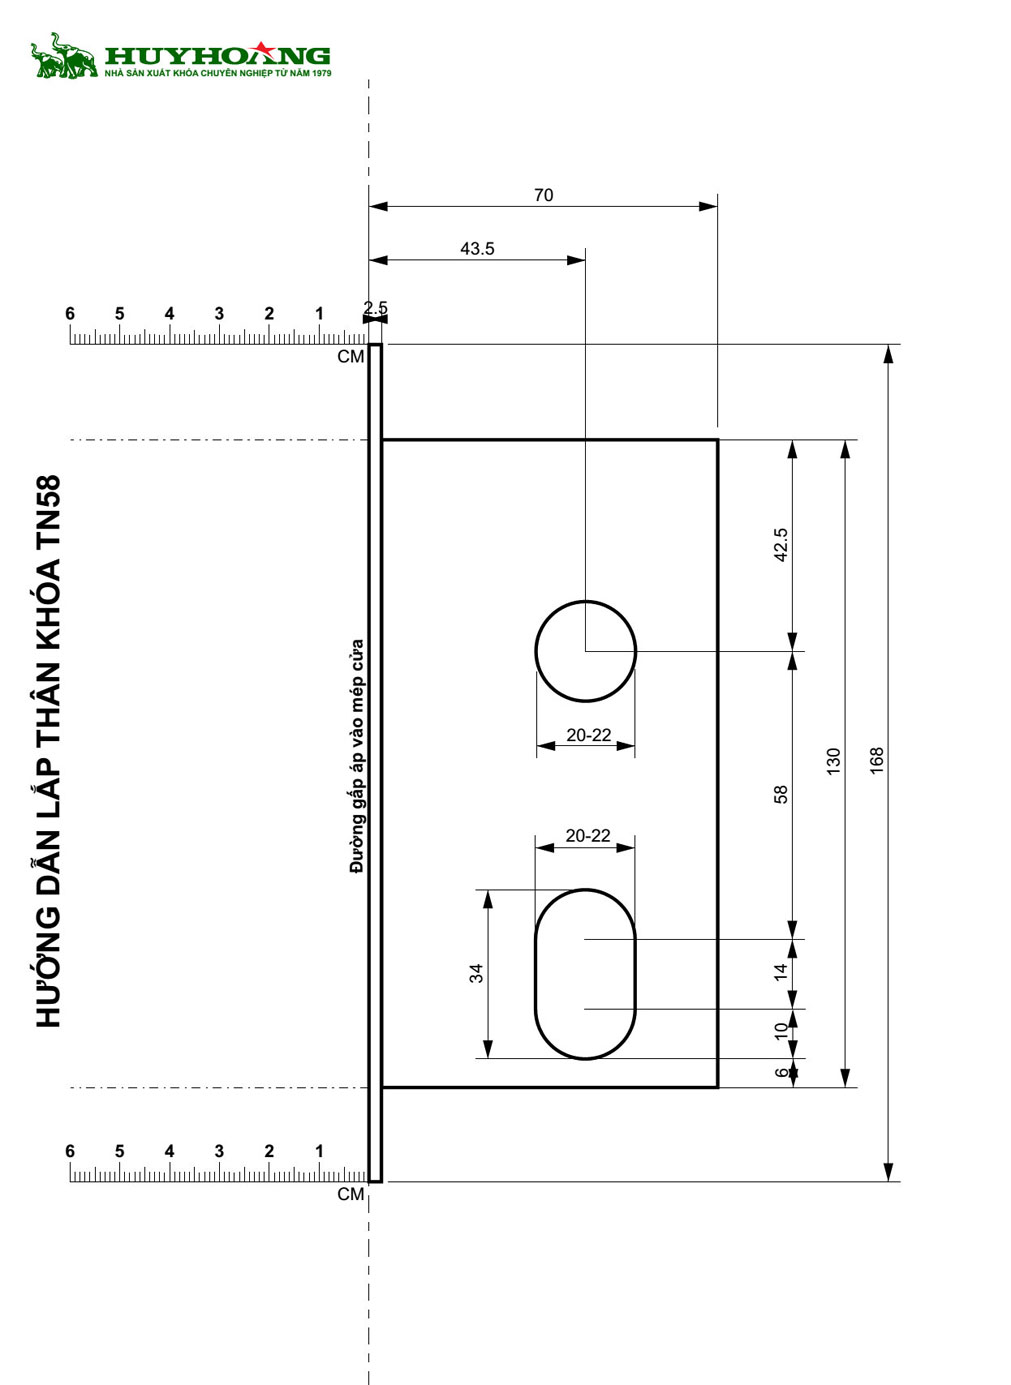 HUYHOANG
NHÀ SẢN XUẤT KHÓA CHUYÊN NGHIỆP TỪ NĂM 1979
70
43.5
2.5
6 5 4 3 2 1
CM
HƯỚNG DẪN LẮP THÂN KHÓA TN58
Đường gấp áp vào mép cửa
42.5
20-22
58
130
168
20-22
34
14
10
6
6 5 4 3 2 1
CM